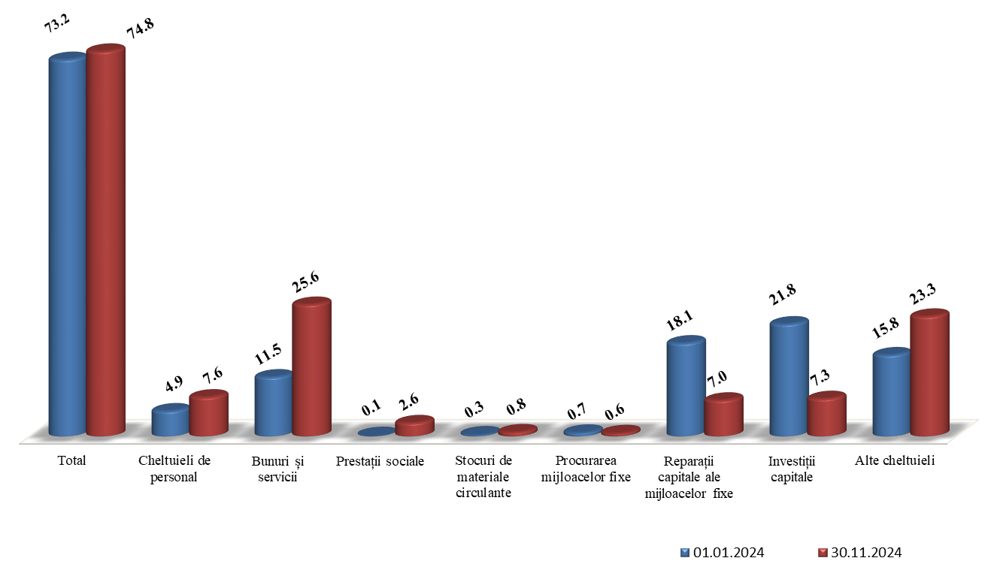 73.2
74.8
4.9
7.6
11.5
25.6
0.1
2.6
0.3
0.8
0.7
0.6
18.1
7.0
21.8
7.3
15.8
23.3
Total
Cheltuieli de
personal
Bunuri și
servicii
Prestații sociale
Stocuri de
materiale
circulante
Procurarea
mijloacelor fixe
Reparații
capitale ale
mijloacelor fixe
Investiții
capitale
Alte cheltuieli
01.01.2024
30.11.2024